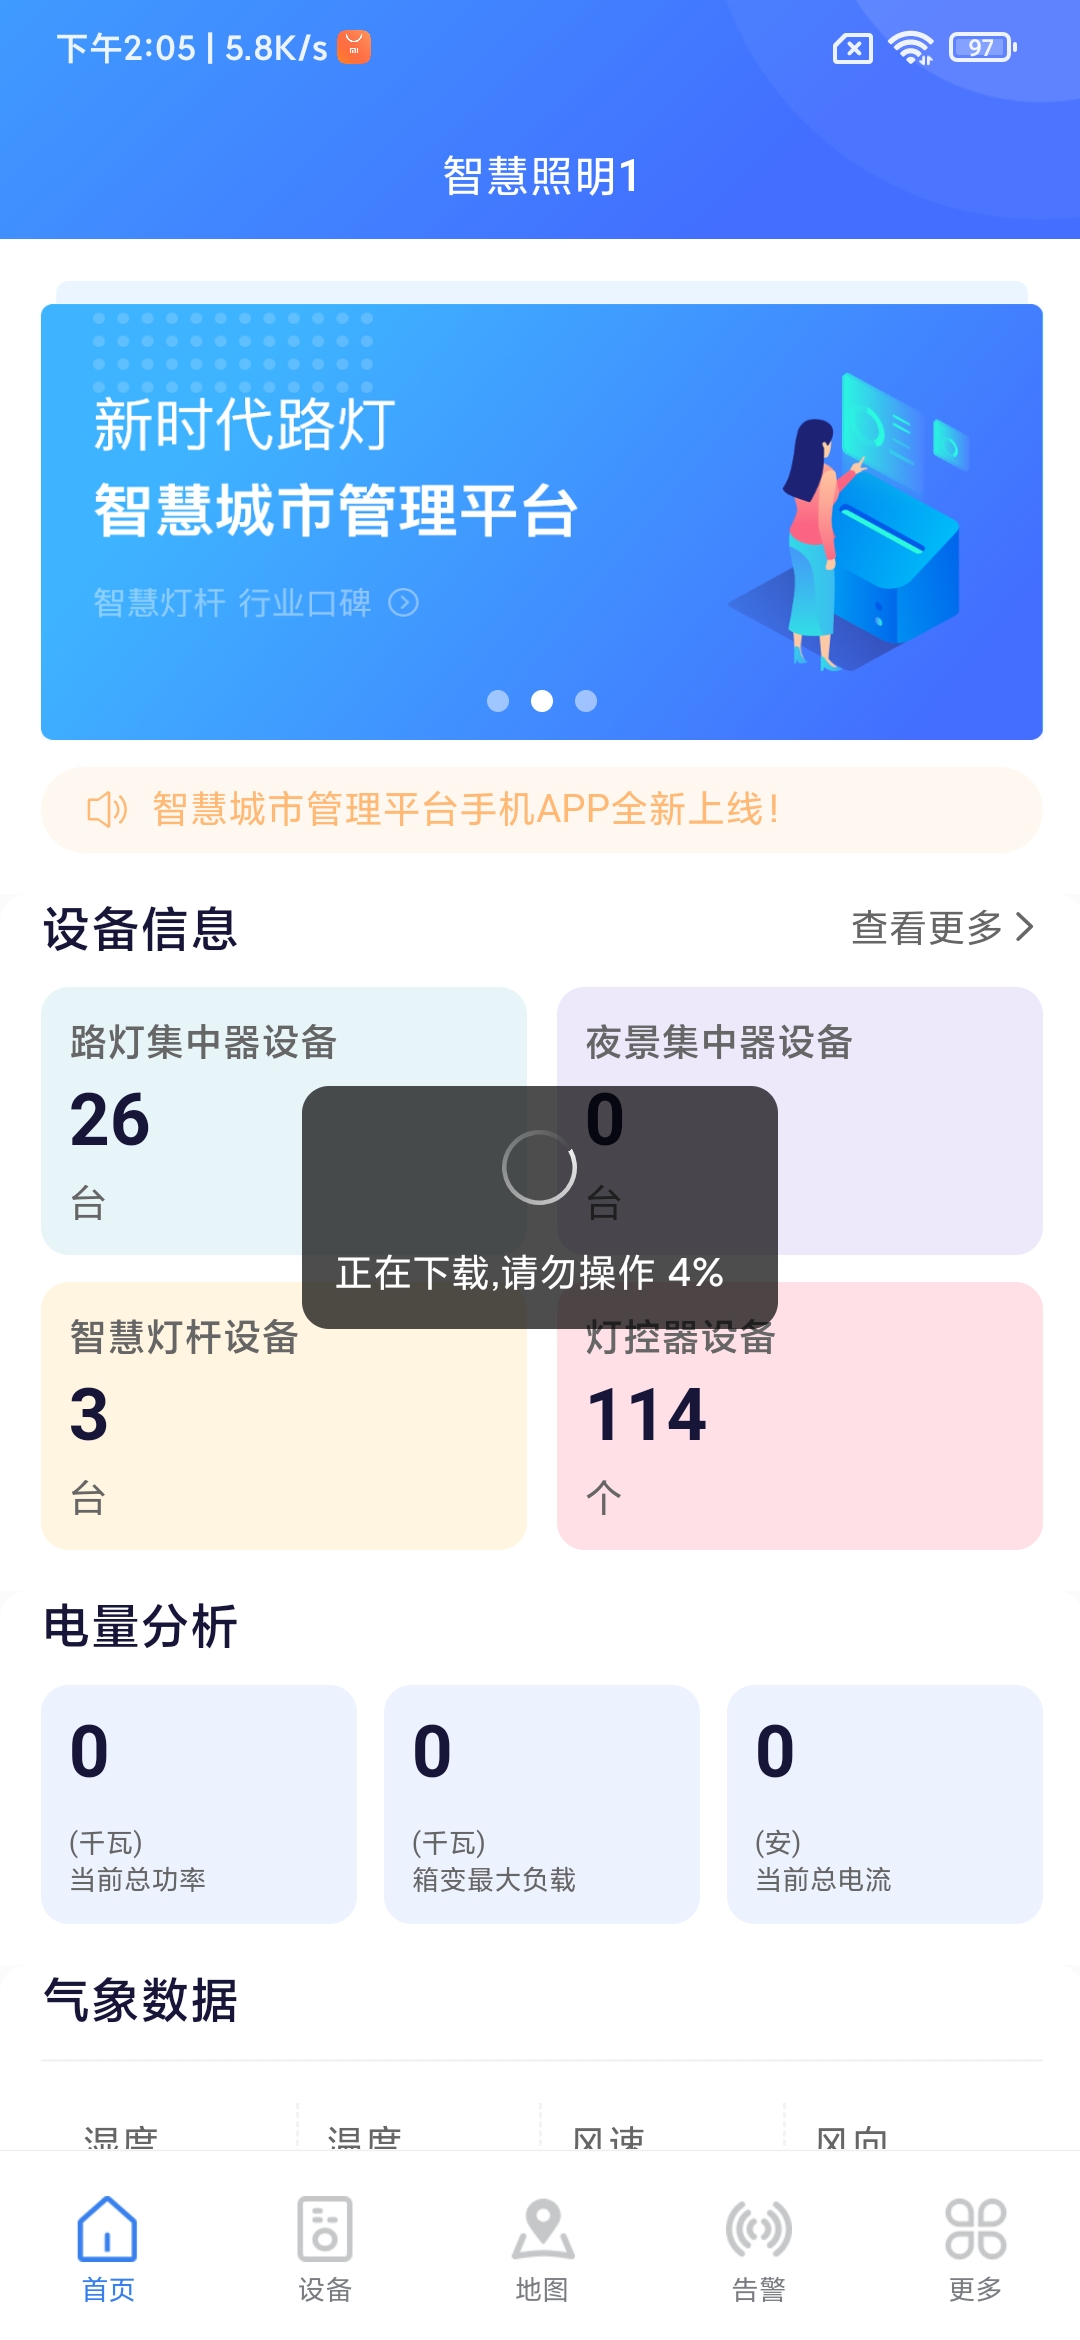 下午2:05 | 5.8K/s
97
智慧照明1
新时代路灯
智慧城市管理平台
智慧灯杆 行业口碑
智慧城市管理平台手机APP全新上线！
设备信息
查看更多
路灯集中器设备
26
台
夜景集中器设备
0
台
正在下载,请勿操作 4%
智慧灯杆设备
3
台
灯控器设备
114
个
电量分析
0
(千瓦)
当前总功率
0
(千瓦)
箱变最大负载
0
(安)
当前总电流
气象数据
湿度
温度
风速
风向
首页
设备
地图
告警
更多